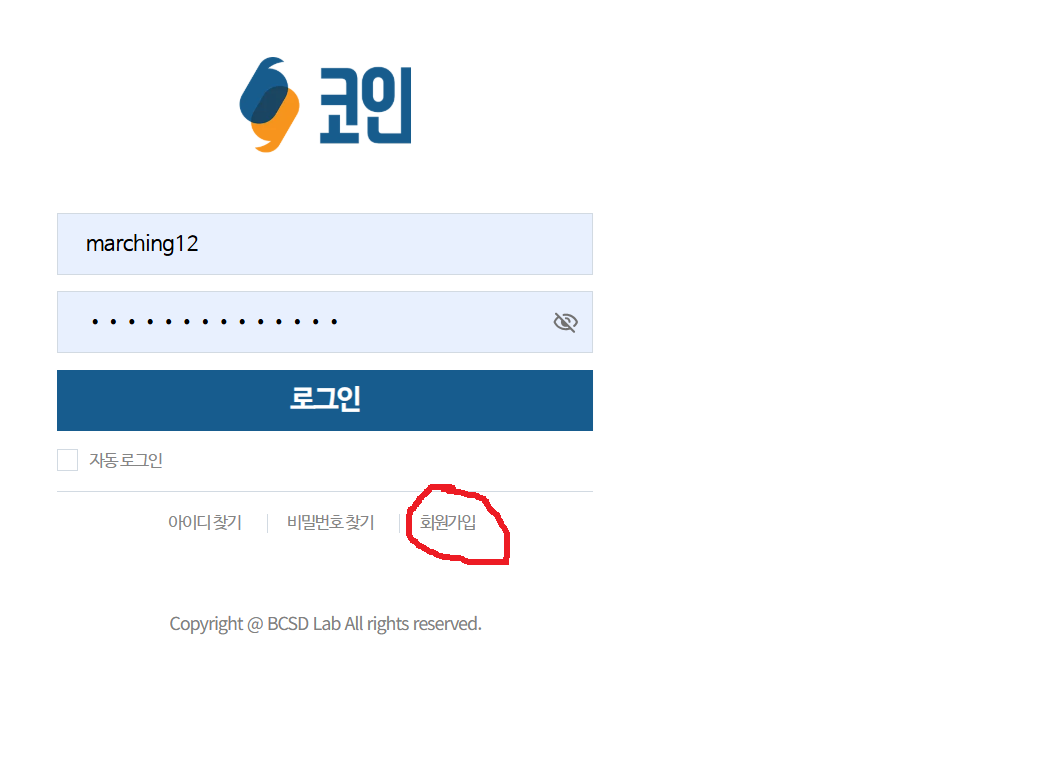 코인
marching12
••••••••••••••
로그인
자동 로그인
아이디 찾기 비밀번호 찾기 회원가입
Copyright @ BCSD Lab All rights reserved.